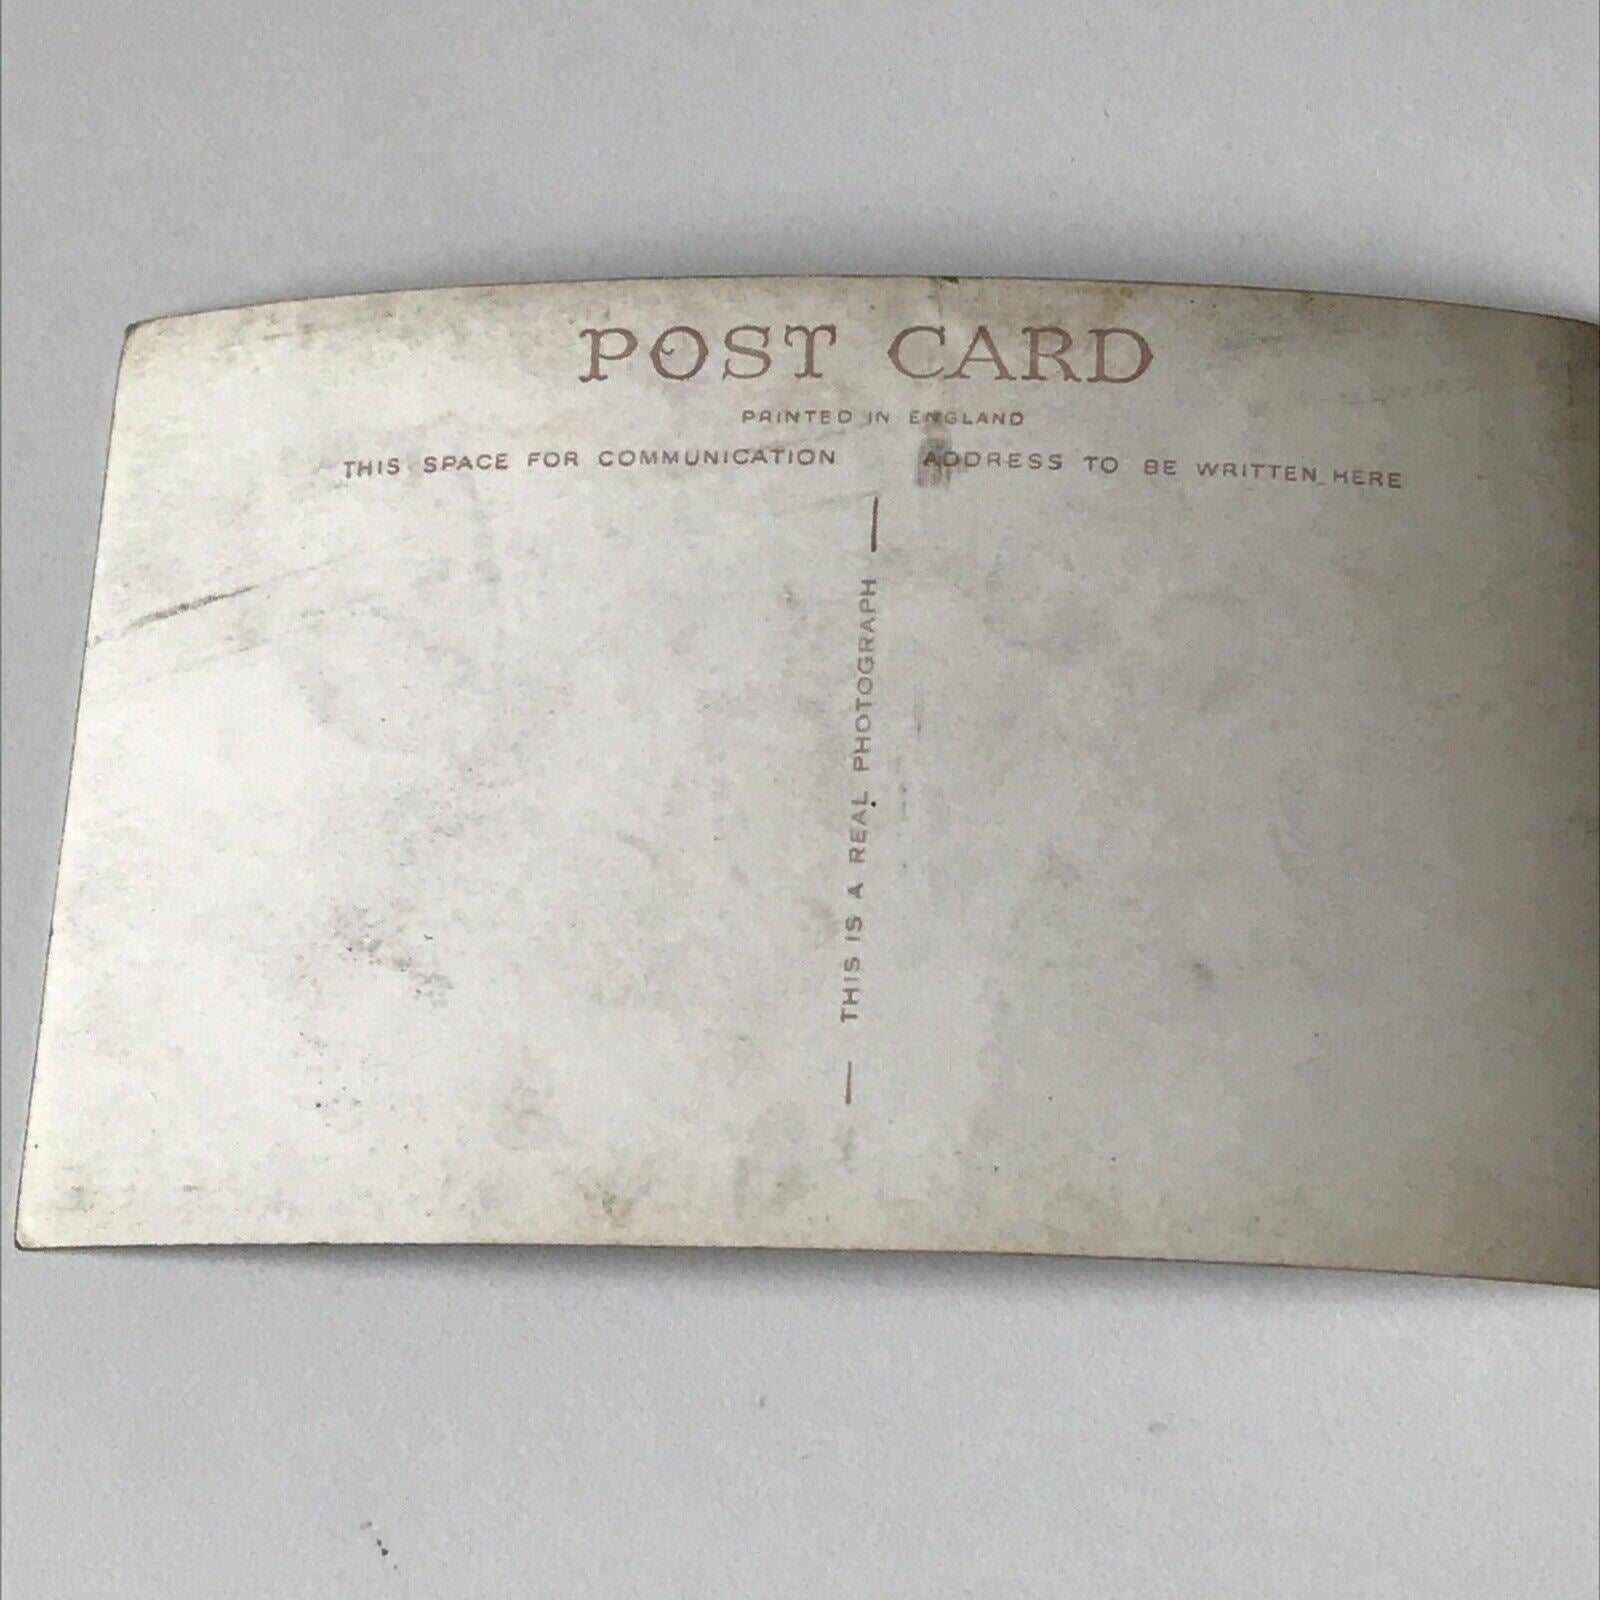 POST CARD
PRINTED IN ENGLAND
THIS SPACE FOR COMMUNICATION ADDRESS TO BE WRITTEN HERE
THIS IS A REAL PHOTOGRAPH